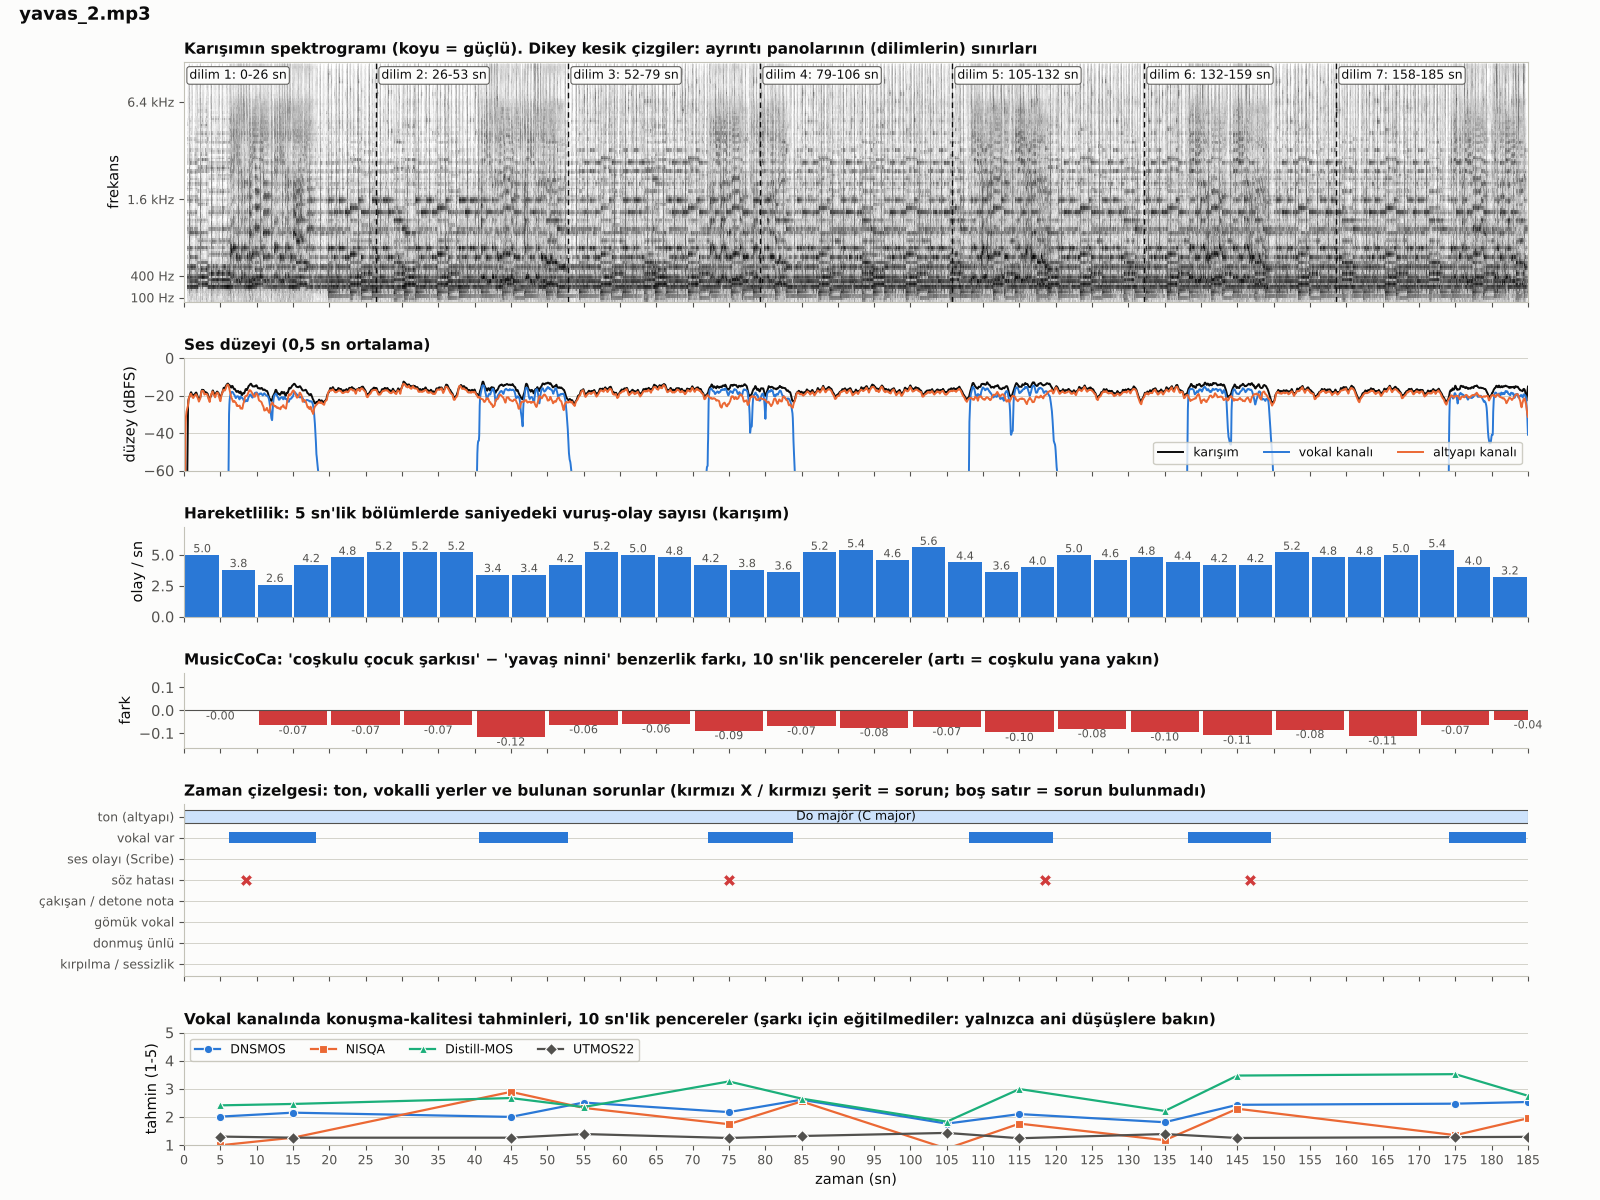 yavas_2.mp3
Karışımın spektrogramı (koyu = güçlü). Dikey kesik çizgiler: ayrıntı panolarının (dilimlerin) sınırları
dilim 1: 0-26 sn
dilim 2: 26-53 sn
dilim 3: 52-79 sn
dilim 4: 79-106 sn
dilim 5: 105-132 sn
dilim 6: 132-159 sn
dilim 7: 158-185 sn
frekans
6.4 kHz
1.6 kHz
400 Hz
100 Hz
Ses düzeyi (0,5 sn ortalama)
düzey (dBFS)
0
−20
−40
−60
karışım
vokal kanalı
altyapı kanalı
Hareketlilik: 5 sn'lik bölümlerde saniyedeki vuruş-olay sayısı (karışım)
olay / sn
5.0
2.5
0.0
5.0 3.8 2.6 4.2 4.8 5.2 5.2 5.2 3.4 3.4 4.2 5.2 5.0 4.8 4.2 3.8 3.6 5.2 5.4 4.6 5.6 4.4 3.6 4.0 5.0 4.6 4.8 4.4 4.2 4.2 5.2 4.8 4.8 5.0 5.4 4.0 3.2
MusicCoCa: 'coşkulu çocuk şarkısı' − 'yavaş ninni' benzerlik farkı, 10 sn'lik pencereler (artı = coşkulu yana yakın)
fark
0.1
0.0
−0.1
-0.00 -0.07 -0.07 -0.07 -0.12 -0.06 -0.06 -0.09 -0.07 -0.08 -0.07 -0.10 -0.08 -0.10 -0.11 -0.08 -0.11 -0.07 -0.04
Zaman çizelgesi: ton, vokalli yerler ve bulunan sorunlar (kırmızı X / kırmızı şerit = sorun; boş satır = sorun bulunmadı)
ton (altyapı)
Do majör (C major)
vokal var
ses olayı (Scribe)
söz hatası
çakışan / detone nota
gömük vokal
donmuş ünlü
kırpılma / sessizlik
Vokal kanalında konuşma-kalitesi tahminleri, 10 sn'lik pencereler (şarkı için eğitilmediler: yalnızca ani düşüşlere bakın)
tahmin (1-5)
5
4
3
2
1
DNSMOS
NISQA
Distill-MOS
UTMOS22
0 5 10 15 20 25 30 35 40 45 50 55 60 65 70 75 80 85 90 95 100 105 110 115 120 125 130 135 140 145 150 155 160 165 170 175 180 185
zaman (sn)